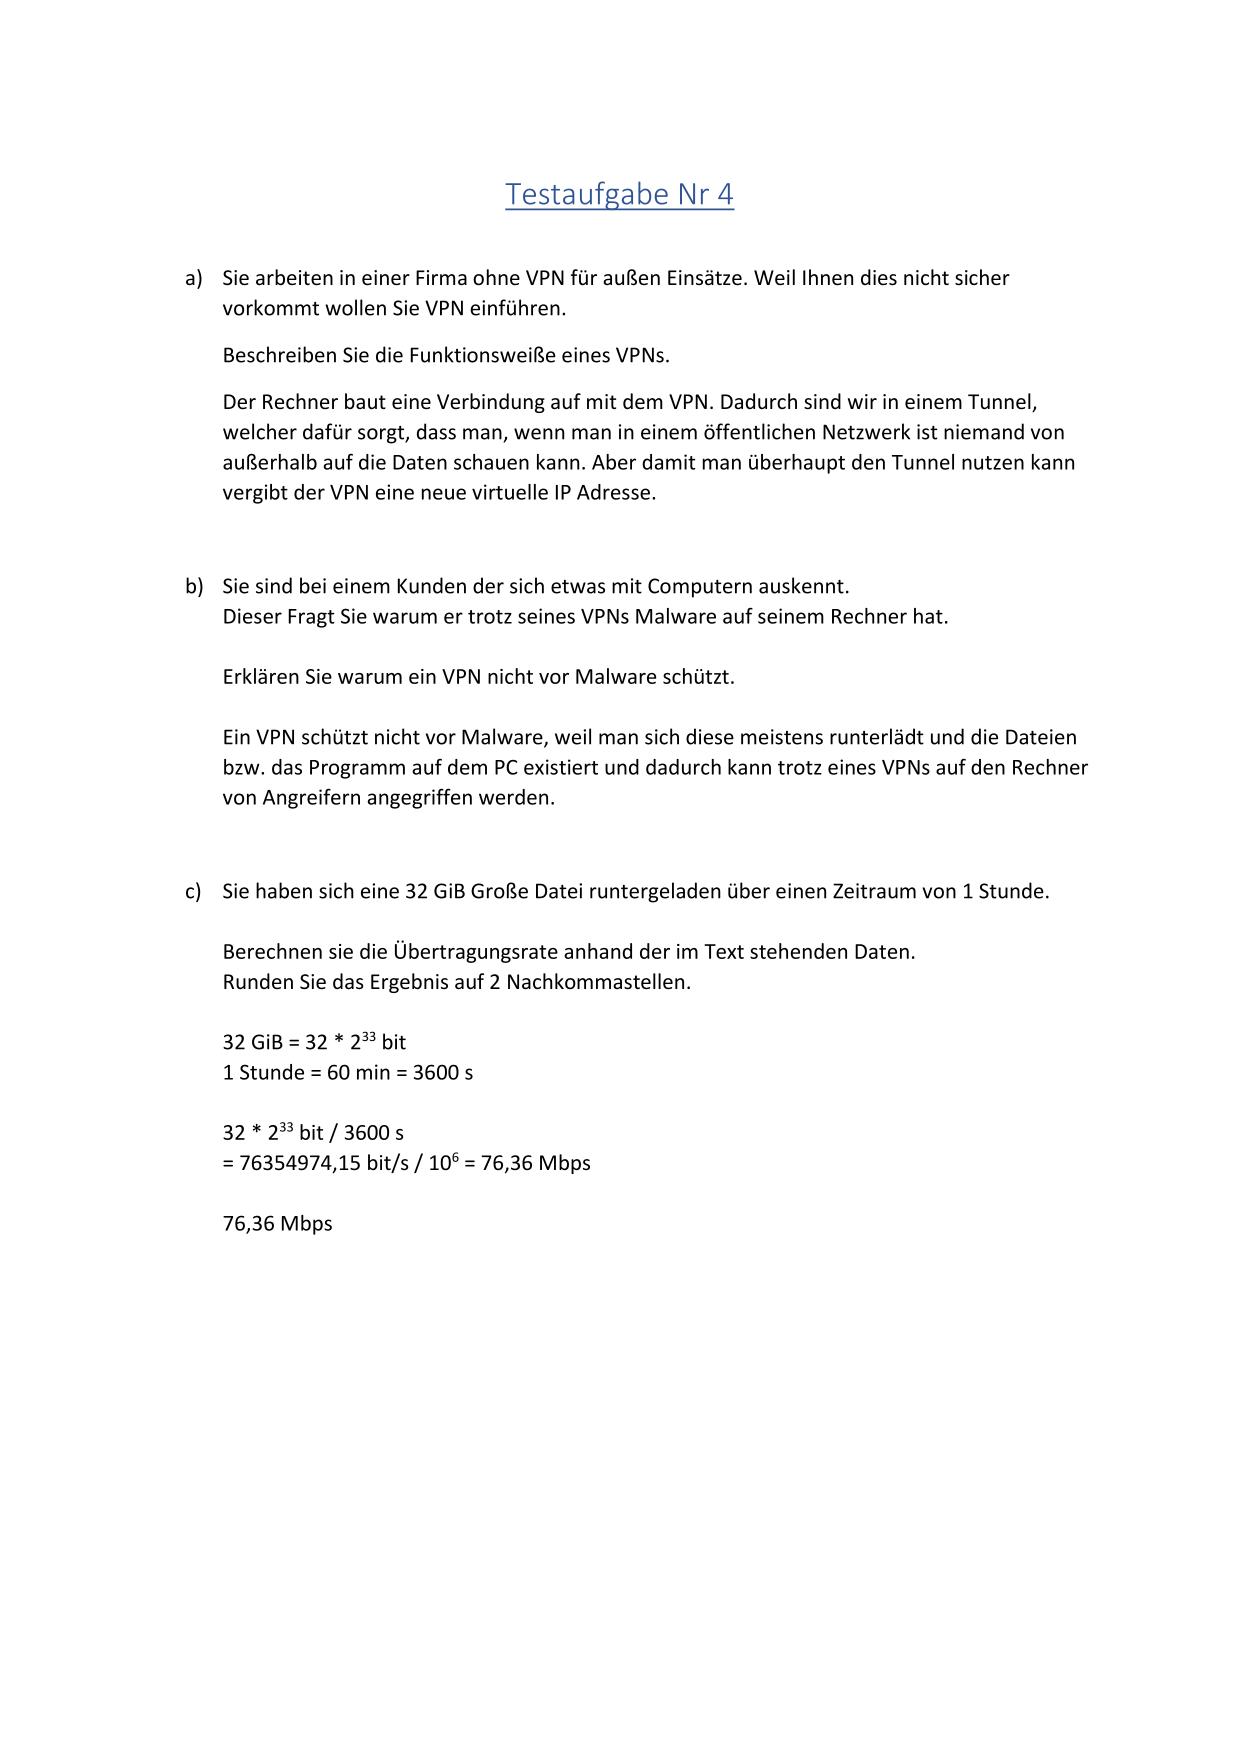 Testaufgabe Nr 4
a) Sie arbeiten in einer Firma ohne VPN für außen Einsätze. Weil Ihnen dies nicht sicher
vorkommt wollen Sie VPN einführen.
Beschreiben Sie die Funktionsweiße eines VPNs.
Der Rechner baut eine Verbindung auf mit dem VPN. Dadurch sind wir in einem Tunnel,
welcher dafür sorgt, dass man, wenn man in einem öffentlichen Netzwerk ist niemand von
außerhalb auf die Daten schauen kann. Aber damit man überhaupt den Tunnel nutzen kann
vergibt der VPN eine neue virtuelle IP Adresse.
b) Sie sind bei einem Kunden der sich etwas mit Computern auskennt.
Dieser Fragt Sie warum er trotz seines VPNs Malware auf seinem Rechner hat.
Erklären Sie warum ein VPN nicht vor Malware schützt.
Ein VPN schützt nicht vor Malware, weil man sich diese meistens runterlädt und die Dateien
bzw. das Programm auf dem PC existiert und dadurch kann trotz eines VPNs auf den Rechner
von Angreifern angegriffen werden.
c) Sie haben sich eine 32 GiB Große Datei runtergeladen über einen Zeitraum von 1 Stunde.
Berechnen sie die Übertragungsrate anhand der im Text stehenden Daten.
Runden Sie das Ergebnis auf 2 Nachkommastellen.
32 GiB = 32 * 2³³ bit
1 Stunde = 60 min = 3600 s
32 * 2³³ bit / 3600 s
= 76354974,15 bit/s / 10⁶ = 76,36 Mbps
76,36 Mbps